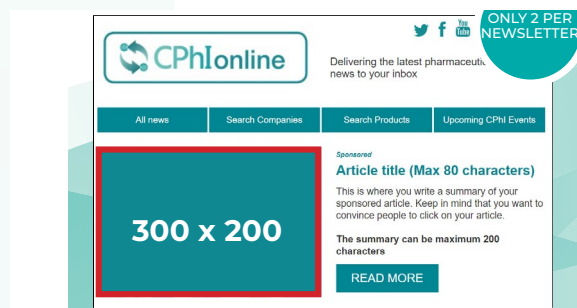 ONLY 2 PER
NEWSLETTER
You
Tube
CPhIonline
Delivering the latest
news to your inbox
All news
Search Companies
Search Products
Upcoming CPhI Events
300 x 200
Sponsored
Article title (Max 80 characters)
This is where you write a summary of your
sponsored article. Keep in mind that you want to
convince people to click on your article.
The summary can be maximum 200
characters
READ MORE